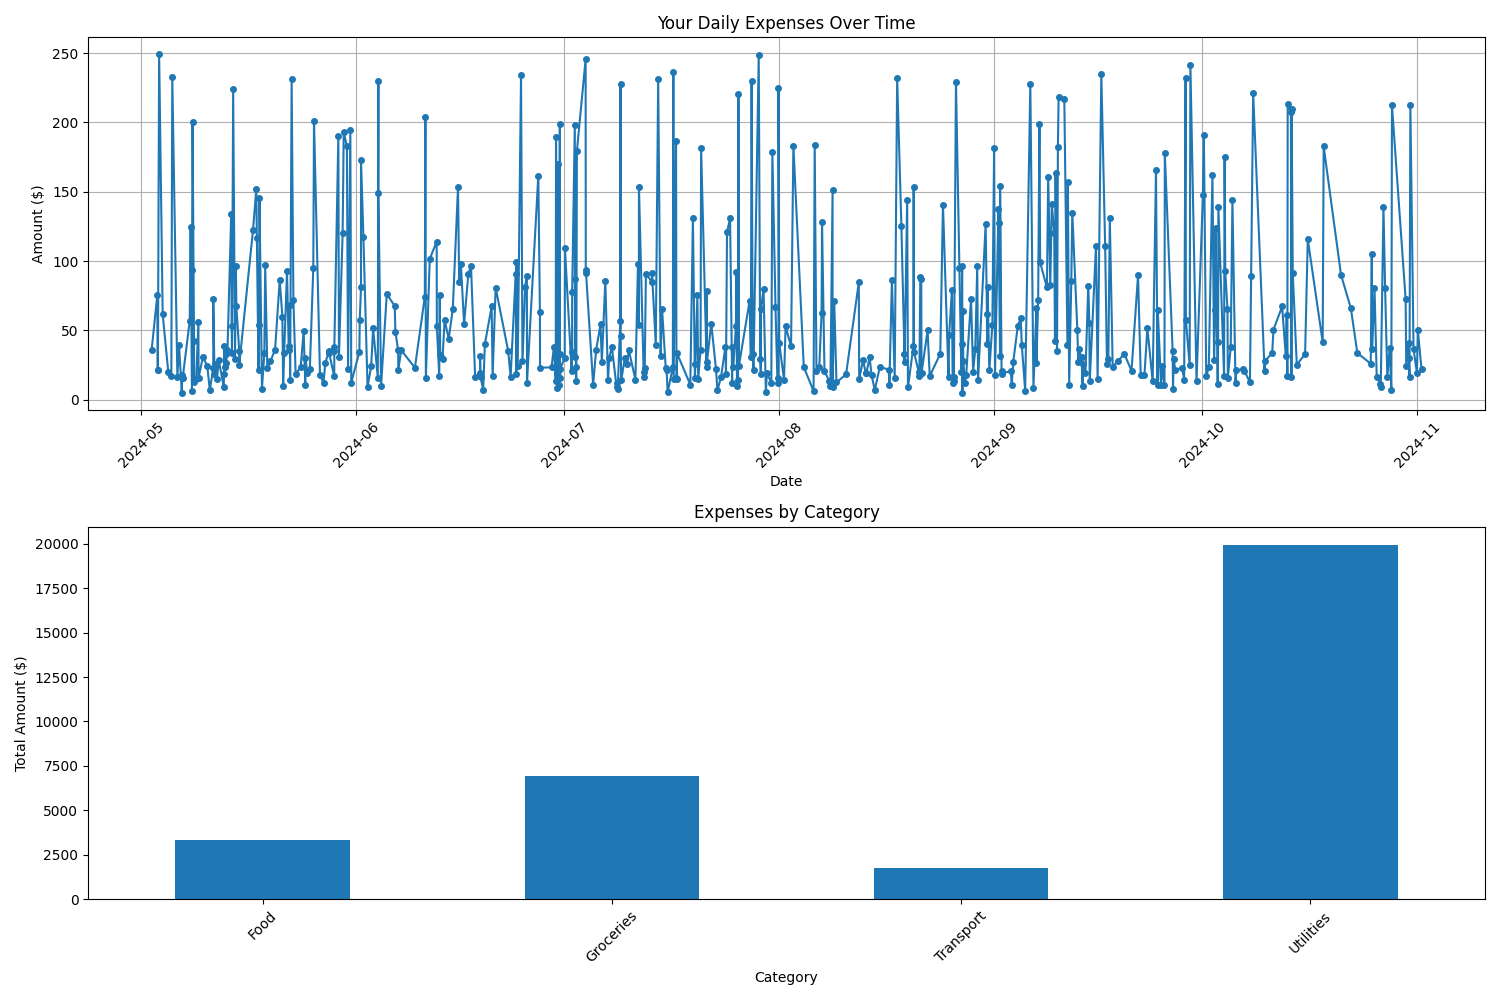 Your Daily Expenses Over Time
Amount ($)
250
200
150
100
50
0
2024-05
2024-06
2024-07
2024-08
2024-09
2024-10
2024-11
Date
Expenses by Category
Total Amount ($)
20000
17500
15000
12500
10000
7500
5000
2500
0
Food
Groceries
Transport
Utilities
Category